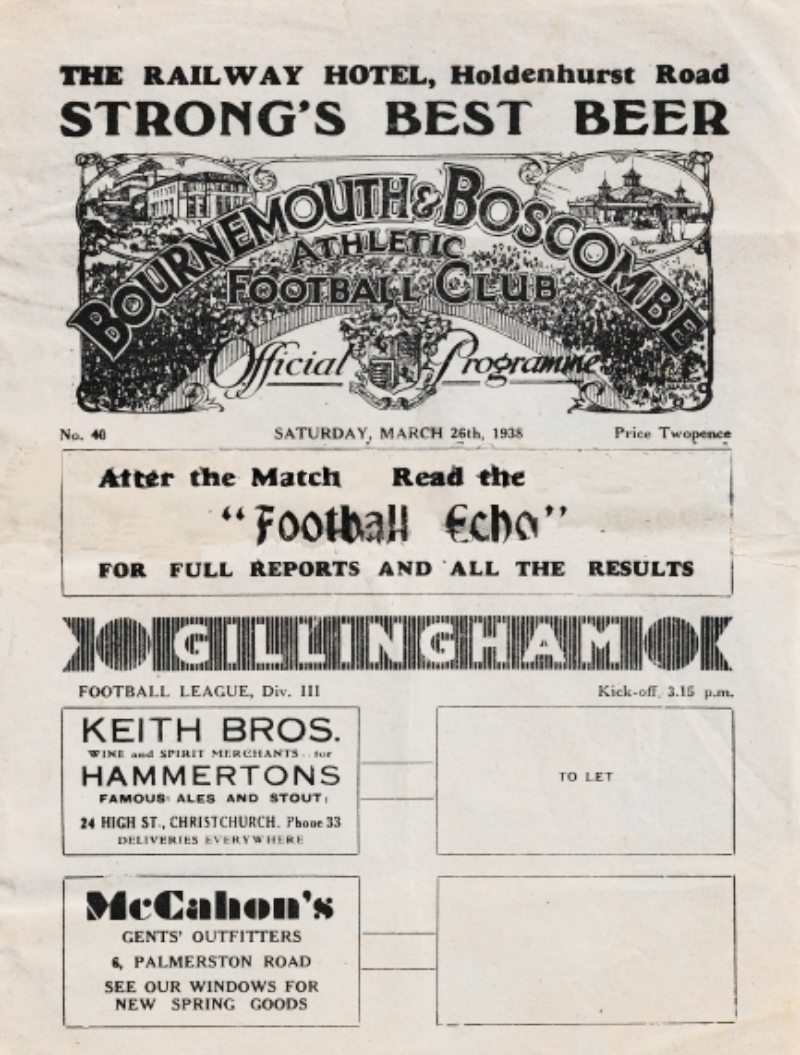 THE RAILWAY HOTEL, Holdenhurst Road
STRONG'S BEST BEER
BOURNEMOUTH & BOSCOMBE
ATHLETIC
FOOTBALL CLUB
Official Programme
No. 40 SATURDAY, MARCH 26th, 1938 Price Twopence
After the Match Read the
"Football Echo"
FOR FULL REPORTS AND ALL THE RESULTS
GILLINGHAM
FOOTBALL LEAGUE, Div. III Kick-off, 3.15 p.m.
KEITH BROS.
WINE and SPIRIT MERCHANTS for
HAMMERTONS
FAMOUS ALES AND STOUT
24 HIGH ST., CHRISTCHURCH. Phone 33
DELIVERIES EVERYWHERE
TO LET
McCahon's
GENTS' OUTFITTERS
6, PALMERSTON ROAD
SEE OUR WINDOWS FOR
NEW SPRING GOODS